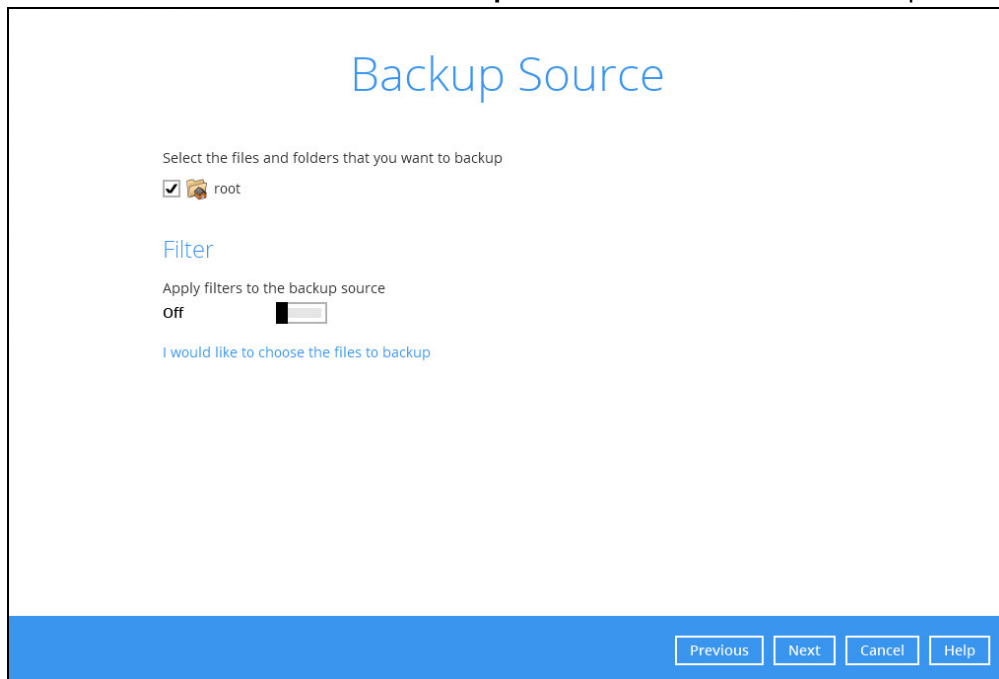 Backup Source
Select the files and folders that you want to backup
root
Filter
Apply filters to the backup source
Off
I would like to choose the files to backup
Previous Next Cancel Help